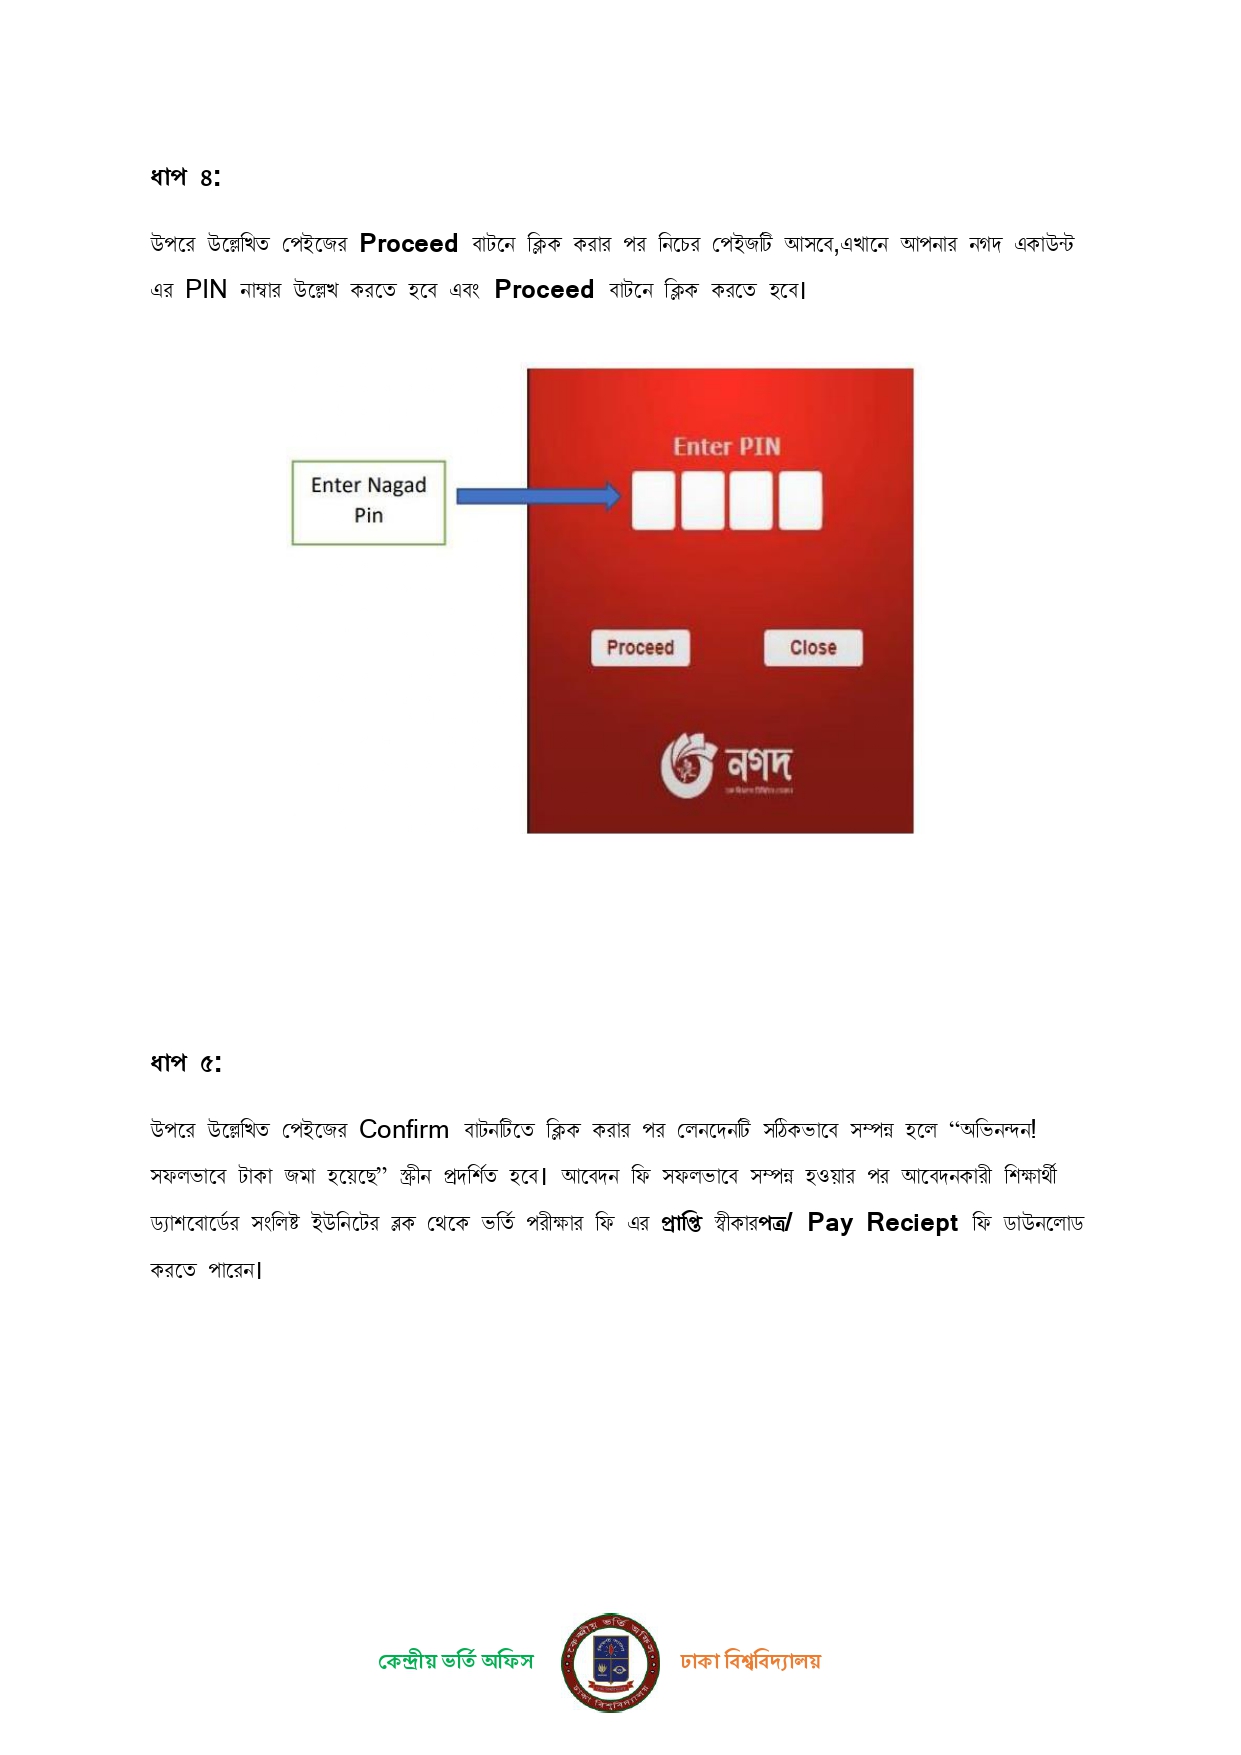 ধাপ ৪:
উপরে উল্লেখিত পেইজের Proceed বাটনে ক্লিক করার পর নিচের পেইজটি আসবে,এখানে আপনার নগদ একাউন্ট
এর PIN নাম্বার উল্লেখ করতে হবে এবং Proceed বাটনে ক্লিক করতে হবে।
Enter PIN
Enter Nagad
Pin
Proceed Close
নগদ
ধাপ ৫:
উপরে উল্লেখিত পেইজের Confirm বাটনটিতে ক্লিক করার পর লেনদেনটি সঠিকভাবে সম্পন্ন হলে “অভিনন্দন!
সফলভাবে টাকা জমা হয়েছে” স্ক্রীন প্রদর্শিত হবে। আবেদন ফি সফলভাবে সম্পন্ন হওয়ার পর আবেদনকারী শিক্ষার্থী
ড্যাশবোর্ডের সংলিষ্ট ইউনিটের ব্লক থেকে ভর্তি পরীক্ষার ফি এর প্রাপ্তি স্বীকারপত্র/ Pay Reciept ফি ডাউনলোড
করতে পারেন।
কেন্দ্রীয় ভর্তি অফিস
কেন্দ্রীয় ভর্তি অফিস
ঢাকা বিশ্ববিদ্যালয়
ঢাকা বিশ্ববিদ্যালয়